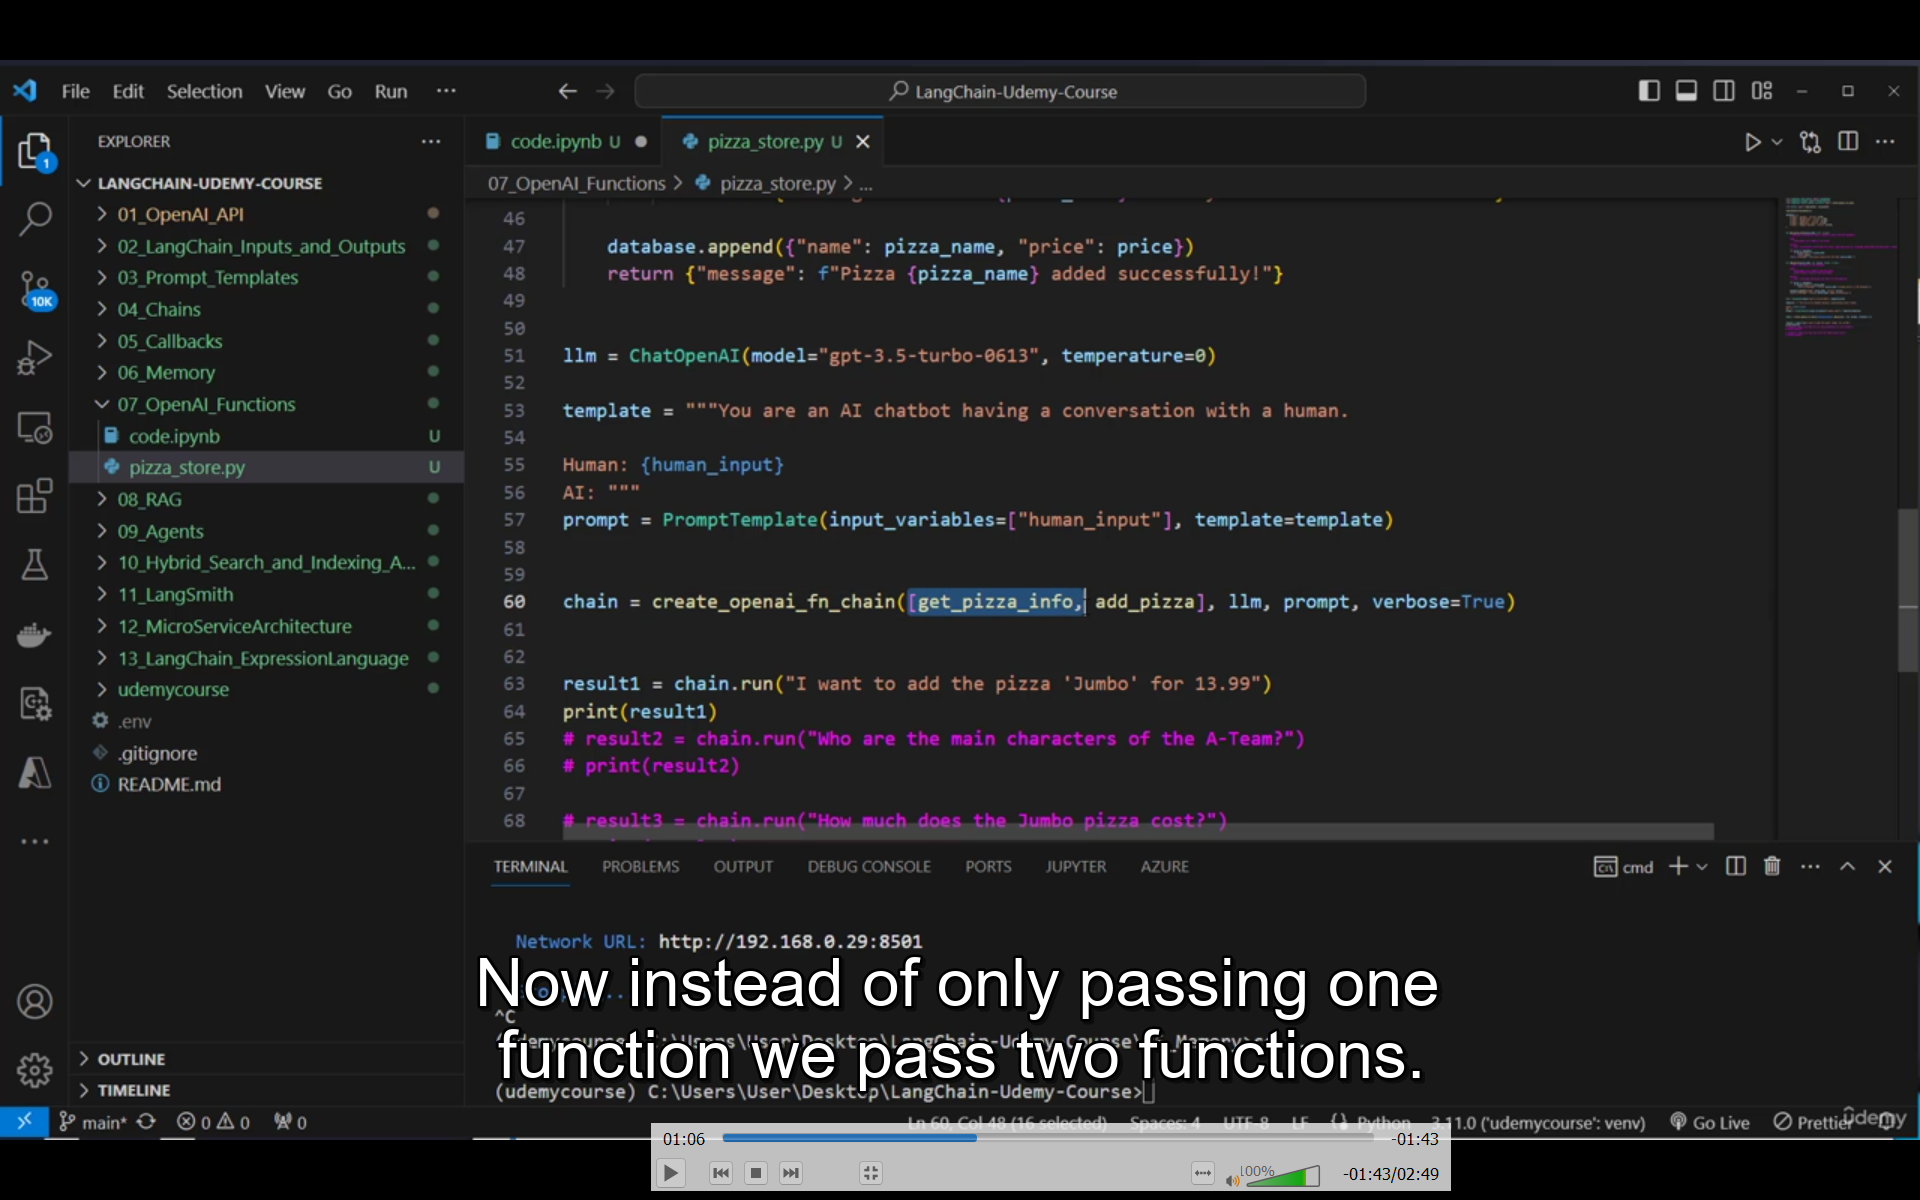 File Edit Selection View Go Run ···
LangChain-Udemy-Course
EXPLORER
LANGCHAIN-UDEMY-COURSE
01_OpenAI_API
02_LangChain_Inputs_and_Outputs
03_Prompt_Templates
04_Chains
05_Callbacks
06_Memory
07_OpenAI_Functions
code.ipynb U
pizza_store.py U
08_RAG
09_Agents
10_Hybrid_Search_and_Indexing_A...
11_LangSmith
12_MicroServiceArchitecture
13_LangChain_ExpressionLanguage
udemycourse
.env
.gitignore
README.md
OUTLINE
TIMELINE
1
10K
code.ipynb U
pizza_store.py U
07_OpenAI_Functions > pizza_store.py > ...
46
47 database.append({"name": pizza_name, "price": price})
48 return {"message": f"Pizza {pizza_name} added successfully!"}
49
50
51 llm = ChatOpenAI(model="gpt-3.5-turbo-0613", temperature=0)
52
53 template = """You are an AI chatbot having a conversation with a human.
54
55 Human: {human_input}
56 AI: """
57 prompt = PromptTemplate(input_variables=["human_input"], template=template)
58
59
60 chain = create_openai_fn_chain([get_pizza_info, add_pizza], llm, prompt, verbose=True)
61
62
63 result1 = chain.run("I want to add the pizza 'Jumbo' for 13.99")
64 print(result1)
65 # result2 = chain.run("Who are the main characters of the A-Team?")
66 # print(result2)
67
68 # result3 = chain.run("How much does the Jumbo pizza cost?")
TERMINAL PROBLEMS OUTPUT DEBUG CONSOLE PORTS JUPYTER AZURE
cmd
Network URL: http://192.168.0.29:8501
Now instead of only passing one
^C
function we pass two functions.
(udemycourse) C:\Users\User\Desktop\LangChain-Udemy-Course>
main* 0 0 0
Ln 60, Col 48 (16 selected) Spaces: 4 UTF-8 LF Python 3.11.0 ('udemycourse': venv) Go Live Prettier
udemy
01:06 -01:43
100% -01:43/02:49